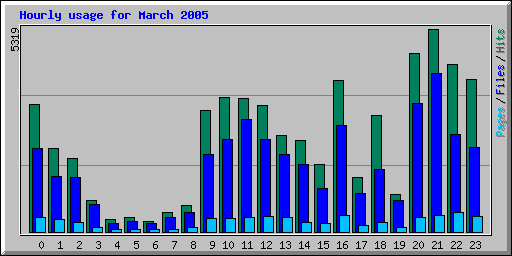 Hourly usage for March 2005
5319
Pages / Files / Hits
0 1 2 3 4 5 6 7 8 9 10 11 12 13 14 15 16 17 18 19 20 21 22 23